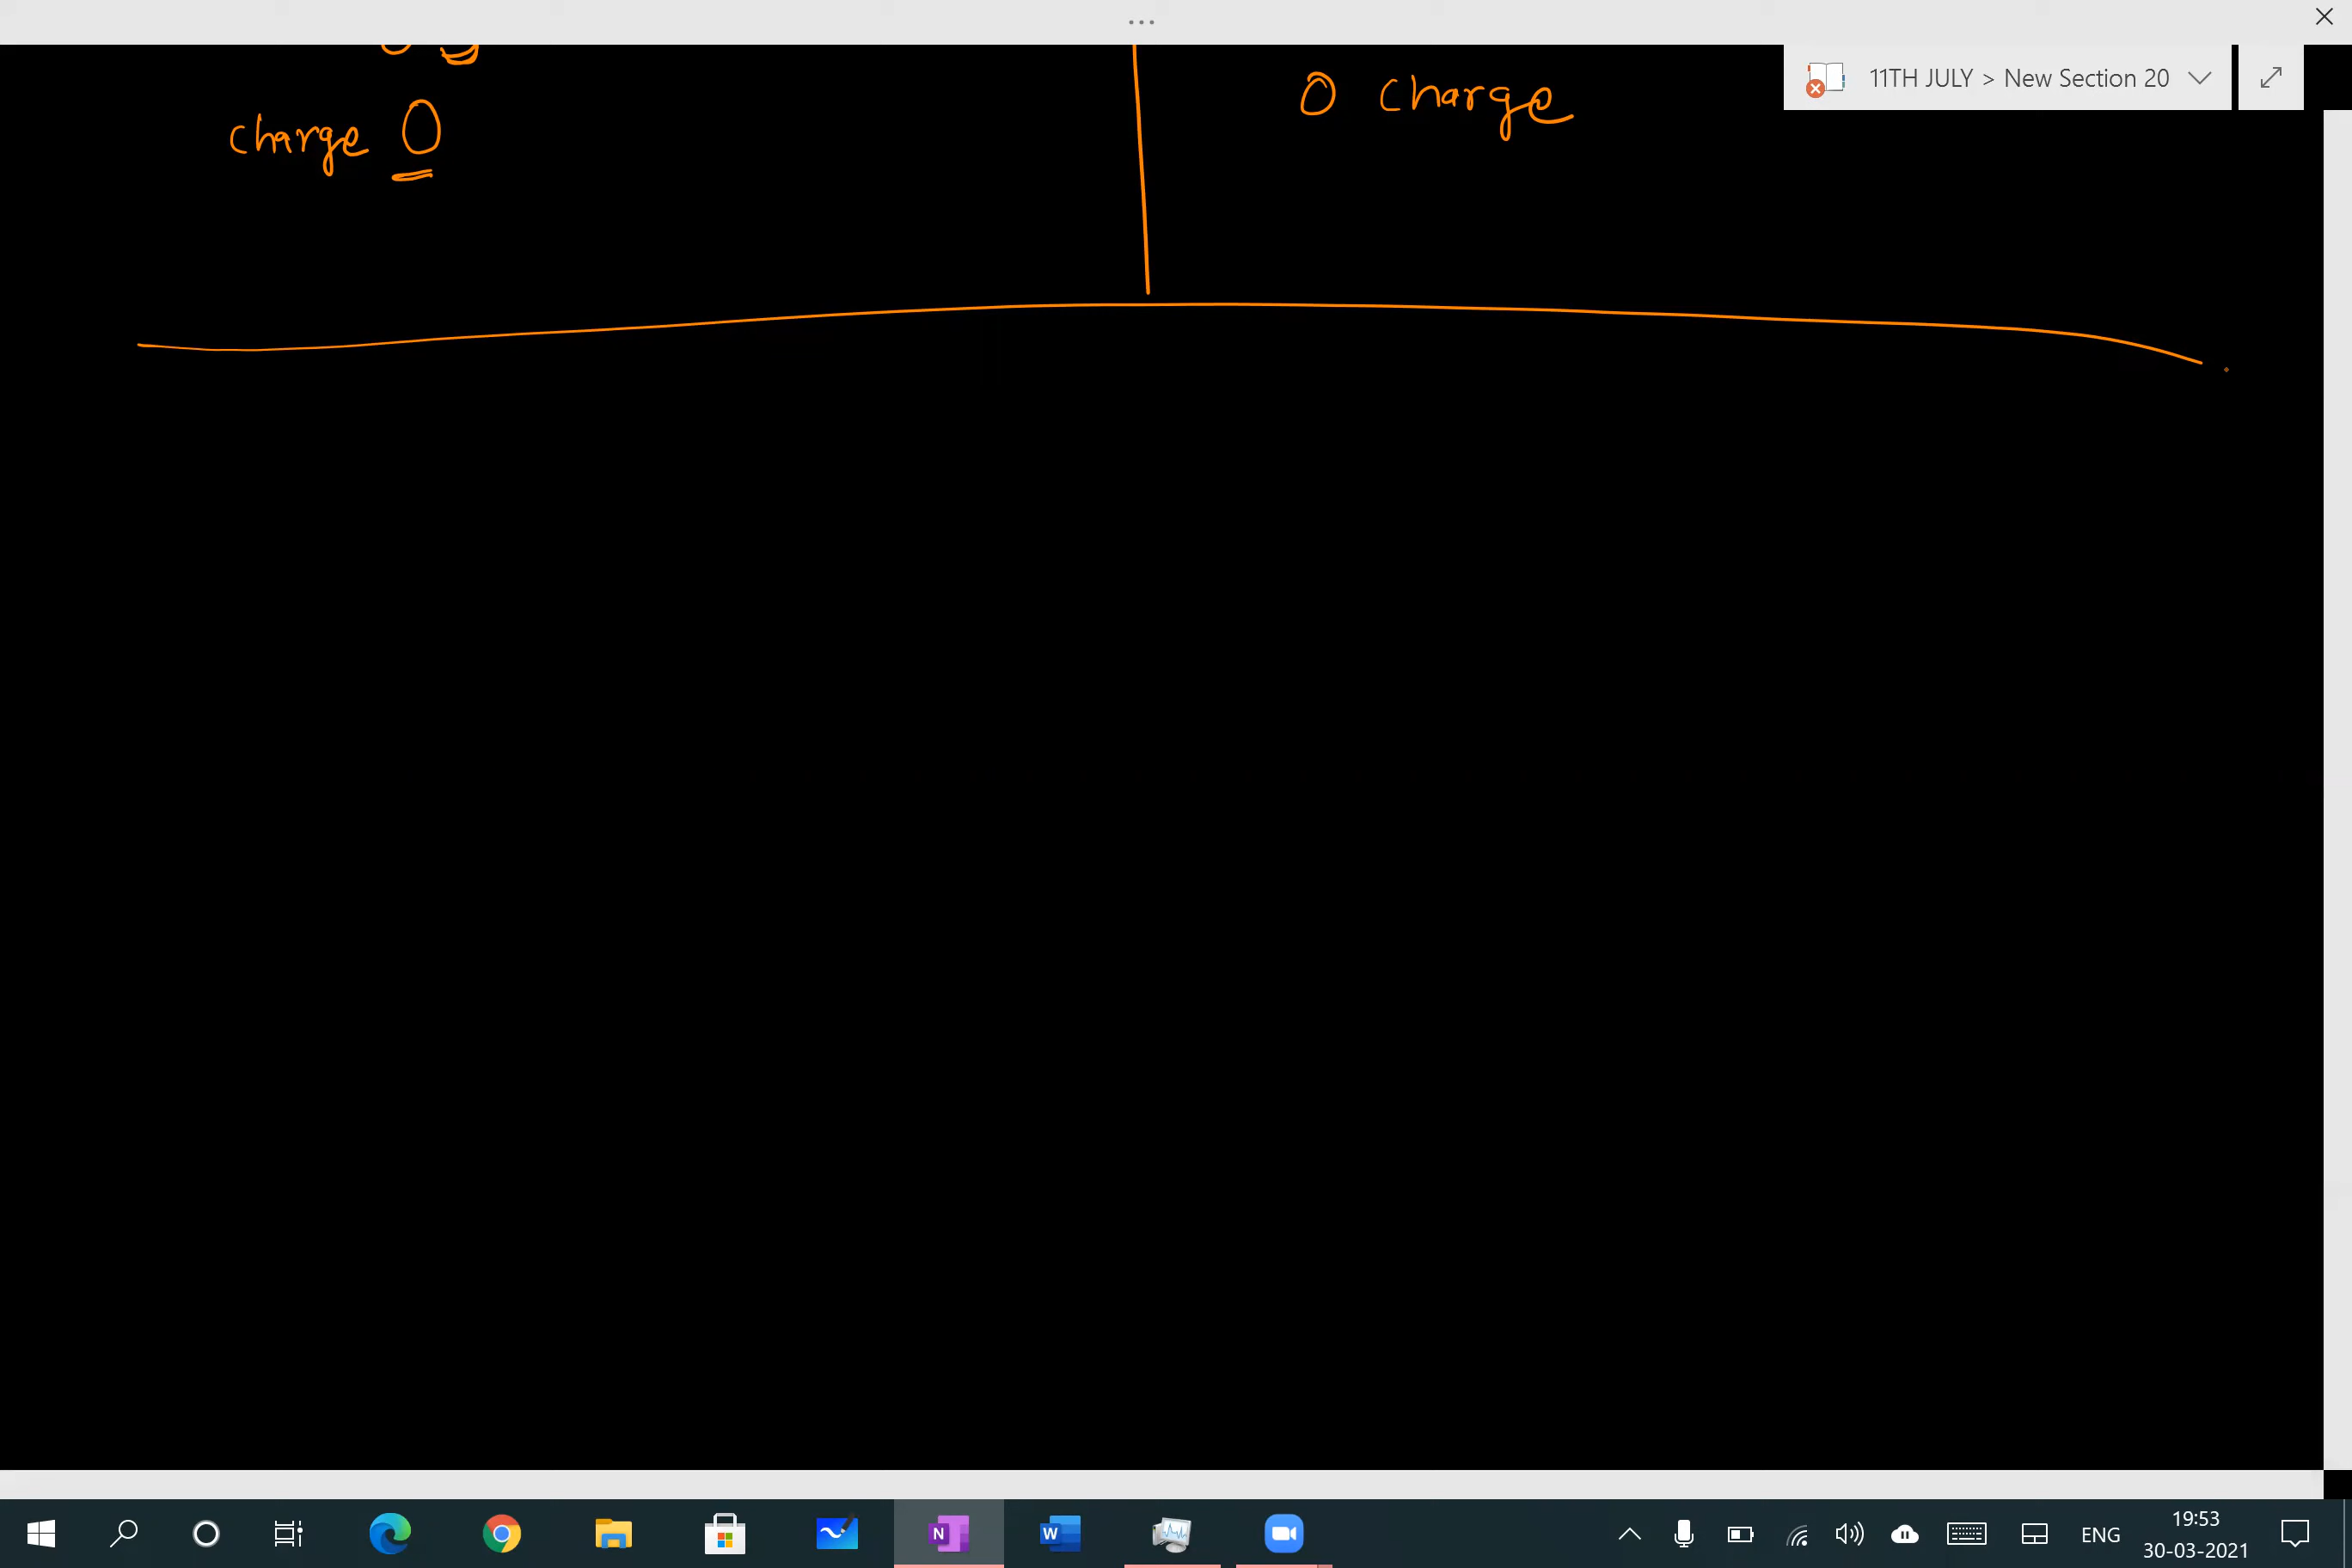 11TH JULY > New Section 20
0 charge
charge 0
ENG
19:53
30-03-2021